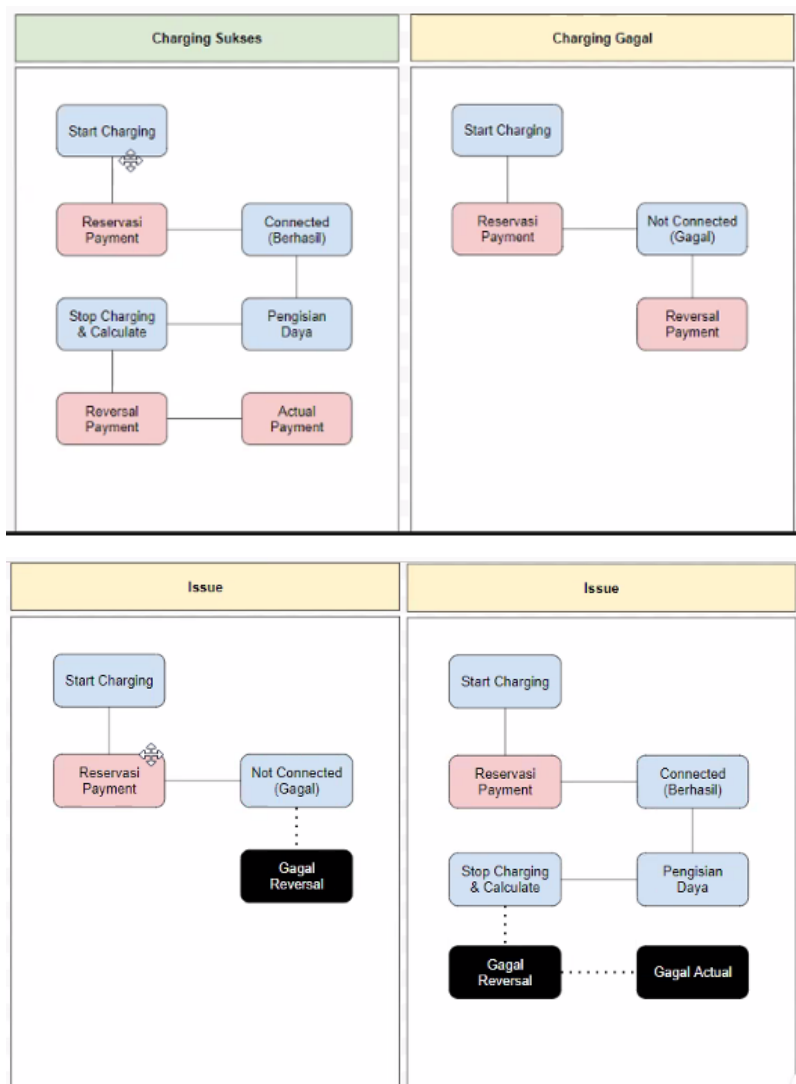 Charging Sukses
Start Charging
Reservasi
Payment
Connected
(Berhasil)
Stop Charging
& Calculate
Pengisian
Daya
Reversal
Payment
Actual
Payment
Charging Gagal
Start Charging
Reservasi
Payment
Not Connected
(Gagal)
Reversal
Payment
Issue
Start Charging
Reservasi
Payment
Not Connected
(Gagal)
Gagal
Reversal
Issue
Start Charging
Reservasi
Payment
Connected
(Berhasil)
Stop Charging
& Calculate
Pengisian
Daya
Gagal
Reversal
Gagal Actual